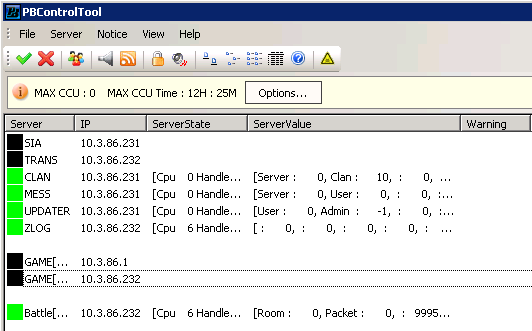 PBControlTool
File Server Notice View Help
MAX CCU : 0 MAX CCU Time : 12H : 25M Options...
Server IP ServerState ServerValue Warning
SIA 10.3.86.231
TRANS 10.3.86.232
CLAN 10.3.86.231 [Cpu 0 Handle... [Server : 0, Clan : 10, : 0, ...
MESS 10.3.86.231 [Cpu 0 Handle... [Server : 0, User : 0, : 0, :...
UPDATER 10.3.86.231 [Cpu 0 Handle... [User : 0, Admin : -1, : 0, :...
ZLOG 10.3.86.232 [Cpu 6 Handle... [ : 0, : 0, : 0, : 0, ...
GAME[... 10.3.86.1
GAME[... 10.3.86.232
Battle[... 10.3.86.232 [Cpu 6 Handle... [Room : 0, Packet : 0, : 9995...